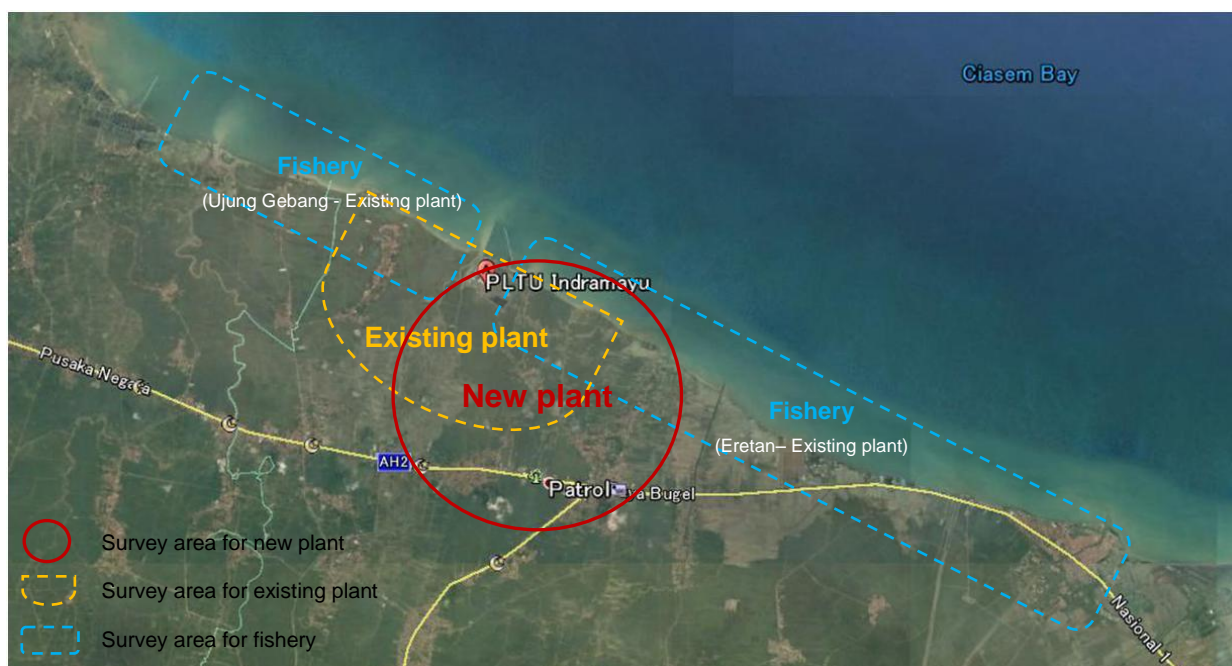 Ciasem Bay
Fishery
(Ujung Gebang - Existing plant)
PLTU Indramayu
Existing plant
Pusaka Negara
New plant
Fishery
(Eretan– Existing plant)
AH2
Patrol
ya Bugel
Nasional 1
Survey area for new plant
Survey area for existing plant
Survey area for fishery